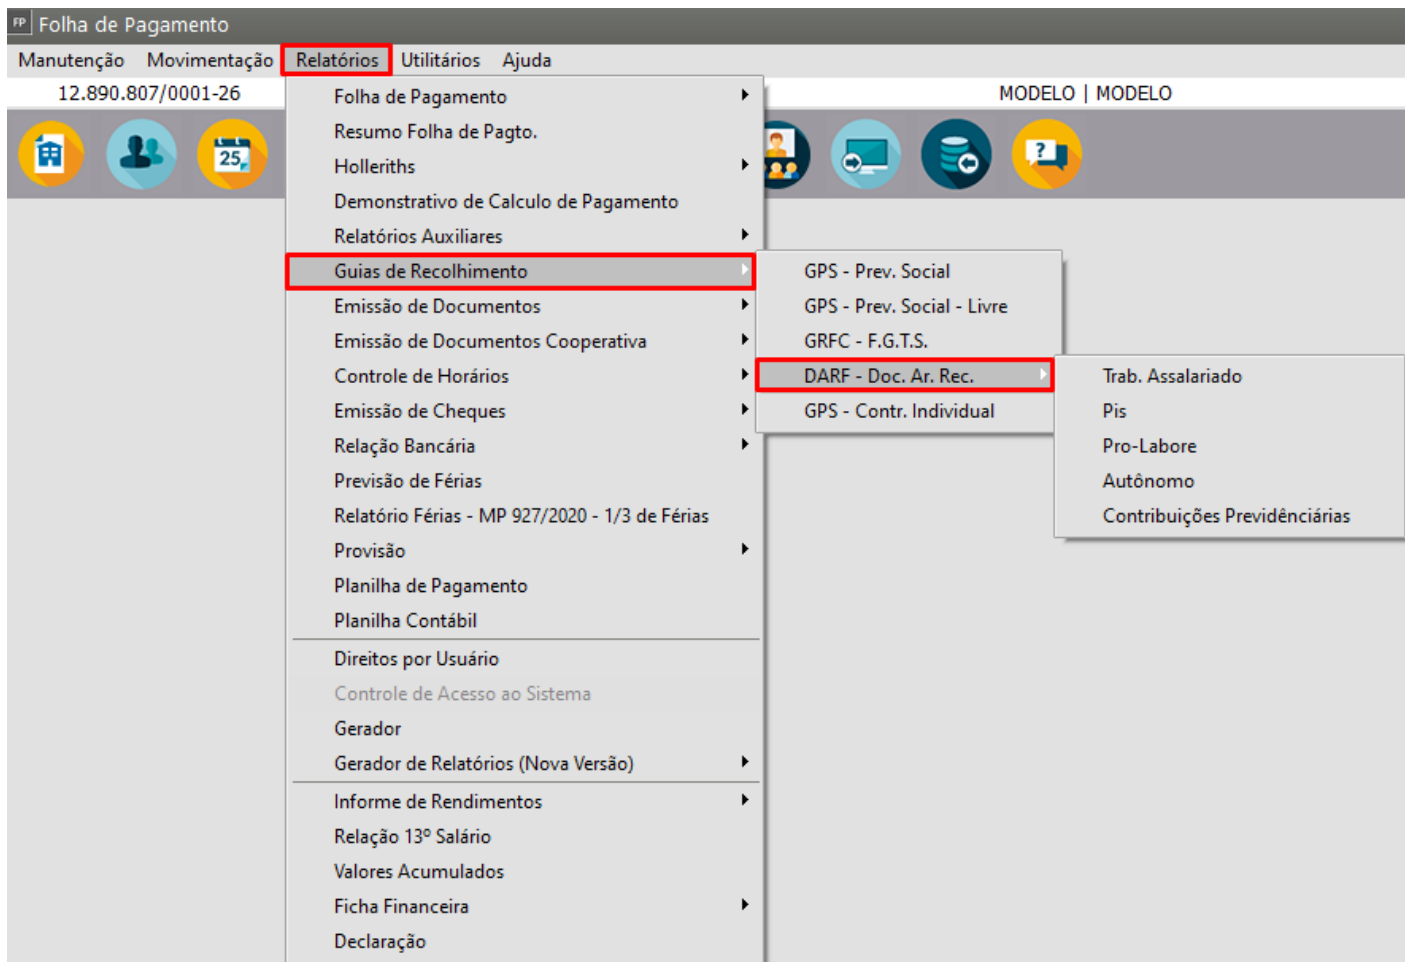 FP Folha de Pagamento
Manutenção Movimentação Relatórios Utilitários Ajuda
12.890.807/0001-26 MODELO | MODELO
25
?
Folha de Pagamento
Resumo Folha de Pagto.
Holleriths
Demonstrativo de Calculo de Pagamento
Relatórios Auxiliares
Guias de Recolhimento
Emissão de Documentos
Emissão de Documentos Cooperativa
Controle de Horários
Emissão de Cheques
Relação Bancária
Previsão de Férias
Relatório Férias - MP 927/2020 - 1/3 de Férias
Provisão
Planilha de Pagamento
Planilha Contábil
Direitos por Usuário
Controle de Acesso ao Sistema
Gerador
Gerador de Relatórios (Nova Versão)
Informe de Rendimentos
Relação 13º Salário
Valores Acumulados
Ficha Financeira
Declaração
GPS - Prev. Social
GPS - Prev. Social - Livre
GRFC - F.G.T.S.
DARF - Doc. Ar. Rec.
GPS - Contr. Individual
Trab. Assalariado
Pis
Pro-Labore
Autônomo
Contribuições Previdênciárias